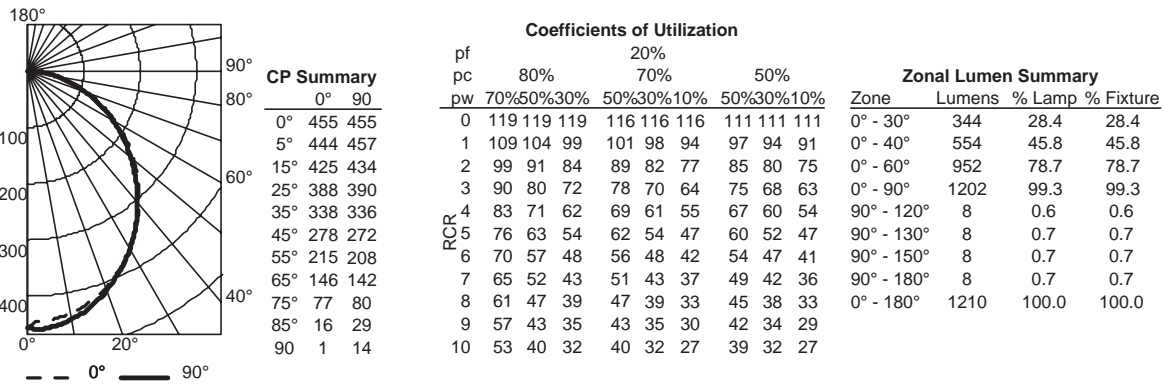 180°
90°
80°
60°
40°
100
200
300
400
0° 20°
0° 90°
CP Summary
0° 90
0° 455 455
5° 444 457
15° 425 434
25° 388 390
35° 338 336
45° 278 272
55° 215 208
65° 146 142
75° 77 80
85° 16 29
90 1 14
Coefficients of Utilization
pf 20%
pc 80% 70% 50%
pw 70%50%30% 50%30%10% 50%30%10%
RCR
0 119 119 119 116 116 116 111 111 111
1 109 104 99 101 98 94 97 94 91
2 99 91 84 89 82 77 85 80 75
3 90 80 72 78 70 64 75 68 63
4 83 71 62 69 61 55 67 60 54
5 76 63 54 62 54 47 60 52 47
6 70 57 48 56 48 42 54 47 41
7 65 52 43 51 43 37 49 42 36
8 61 47 39 47 39 33 45 38 33
9 57 43 35 43 35 30 42 34 29
10 53 40 32 40 32 27 39 32 27
Zonal Lumen Summary
Zone Lumens % Lamp % Fixture
0° - 30° 344 28.4 28.4
0° - 40° 554 45.8 45.8
0° - 60° 952 78.7 78.7
0° - 90° 1202 99.3 99.3
90° - 120° 8 0.6 0.6
90° - 130° 8 0.7 0.7
90° - 150° 8 0.7 0.7
90° - 180° 8 0.7 0.7
0° - 180° 1210 100.0 100.0